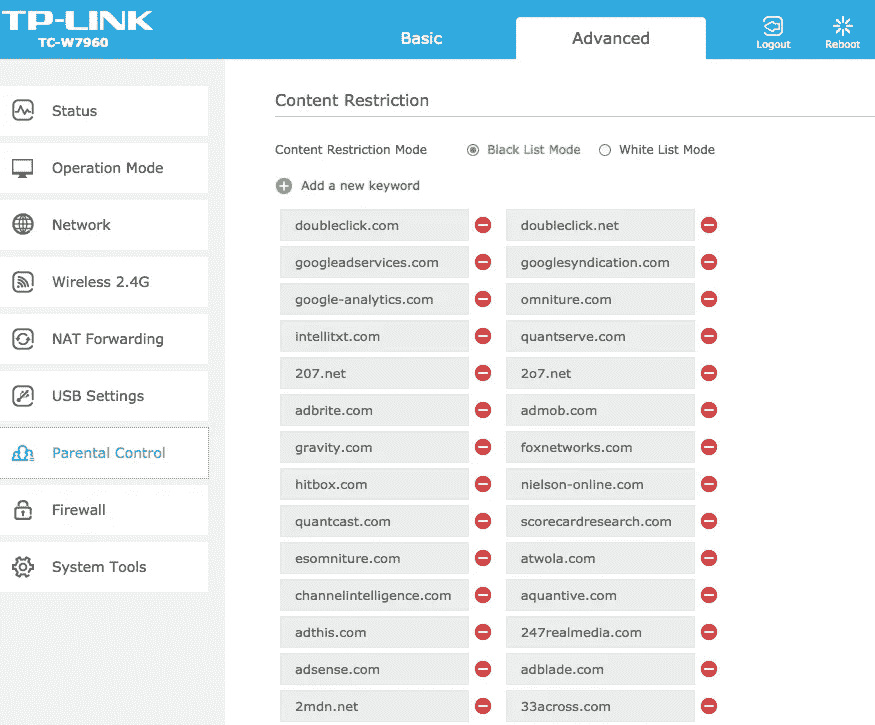 TP-LINK
TC-W7960
Basic
Advanced
Logout
Reboot
Status
Operation Mode
Network
Wireless 2.4G
NAT Forwarding
USB Settings
Parental Control
Firewall
System Tools
Content Restriction
Content Restriction Mode Black List Mode White List Mode
Add a new keyword
doubleclick.com doubleclick.net
googleadservices.com googlesyndication.com
google-analytics.com omniture.com
intellitxt.com quantserve.com
207.net 2o7.net
adbrite.com admob.com
gravity.com foxnetworks.com
hitbox.com nielson-online.com
quantcast.com scorecardresearch.com
esomniture.com atwola.com
channelintelligence.com aquantive.com
adthis.com 247realmedia.com
adsense.com adblade.com
2mdn.net 33across.com